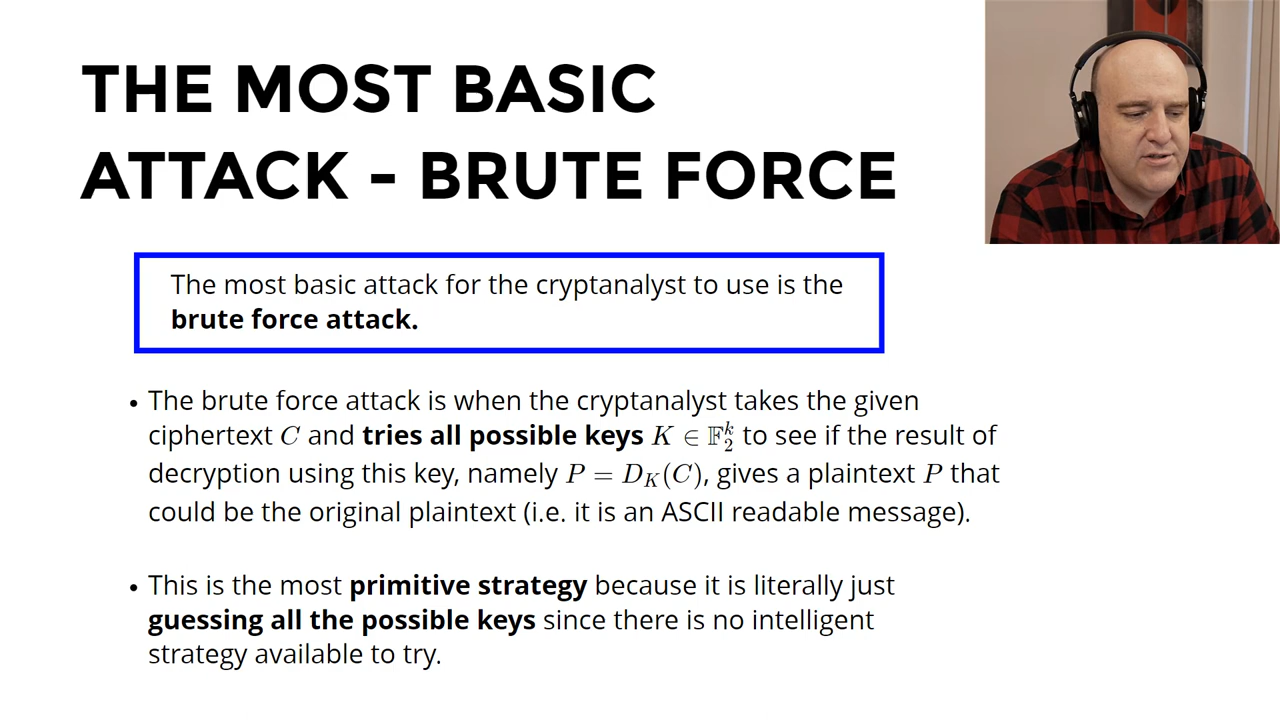 THE MOST BASIC
ATTACK - BRUTE FORCE
The most basic attack for the cryptanalyst to use is the
brute force attack.
• The brute force attack is when the cryptanalyst takes the given
ciphertext C and tries all possible keys K ∈ 𝔽₂ᵏ to see if the result of
decryption using this key, namely P = D_K(C), gives a plaintext P that
could be the original plaintext (i.e. it is an ASCII readable message).
• This is the most primitive strategy because it is literally just
guessing all the possible keys since there is no intelligent
strategy available to try.